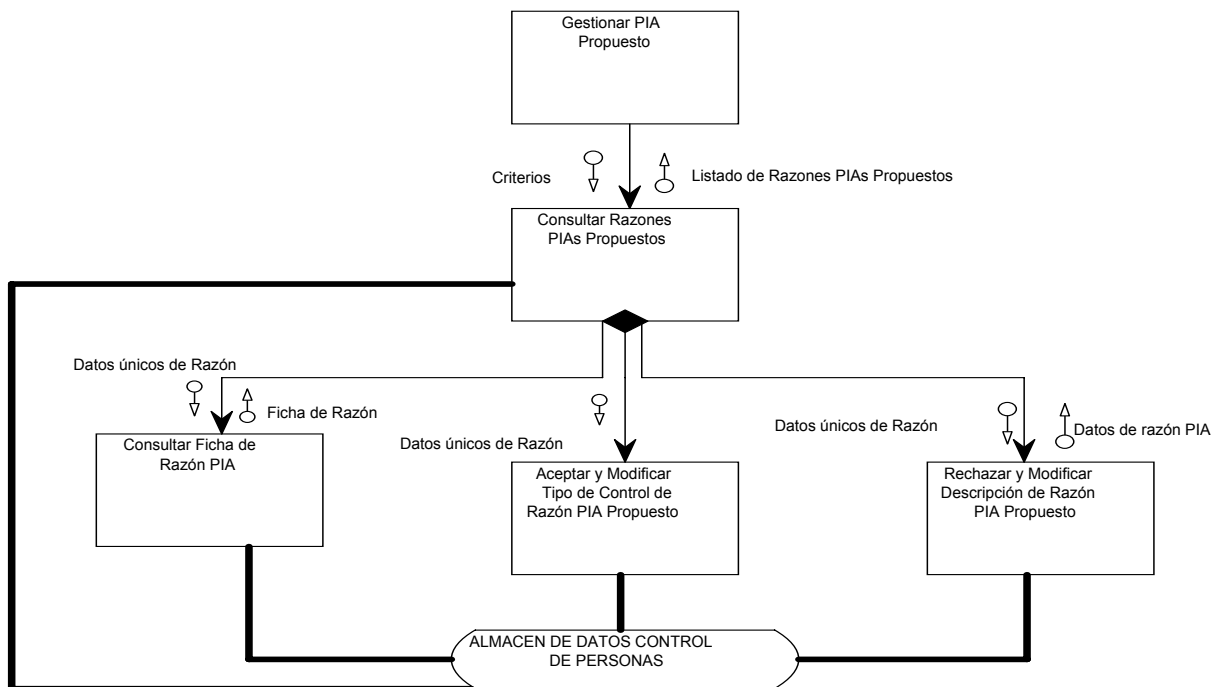 Gestionar PIA
Propuesto
Criterios
Listado de Razones PIAs Propuestos
Consultar Razones
PIAs Propuestos
Datos únicos de Razón
Ficha de Razón
Consultar Ficha de
Razón PIA
Datos únicos de Razón
Aceptar y Modificar
Tipo de Control de
Razón PIA Propuesto
Datos únicos de Razón
Datos de razón PIA
Rechazar y Modificar
Descripción de Razón
PIA Propuesto
ALMACEN DE DATOS CONTROL
DE PERSONAS